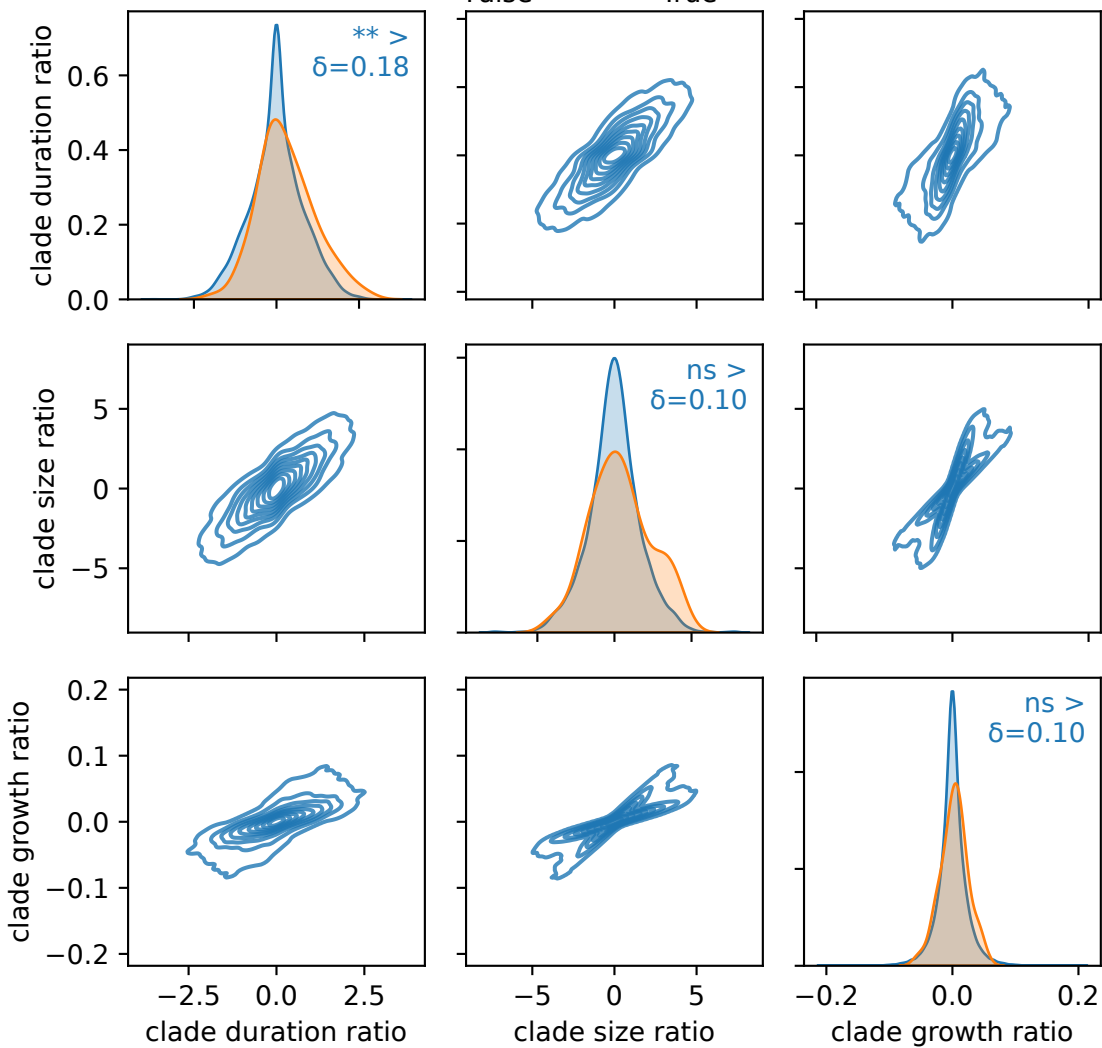 clade duration ratio
0.6
0.4
0.2
0.0
** >
δ=0.18
clade size ratio
5
0
−5
ns >
δ=0.10
clade growth ratio
0.2
0.1
0.0
−0.1
−0.2
ns >
δ=0.10
−2.5 0.0 2.5
−5 0 5
−0.2 0.0 0.2
clade duration ratio
clade size ratio
clade growth ratio